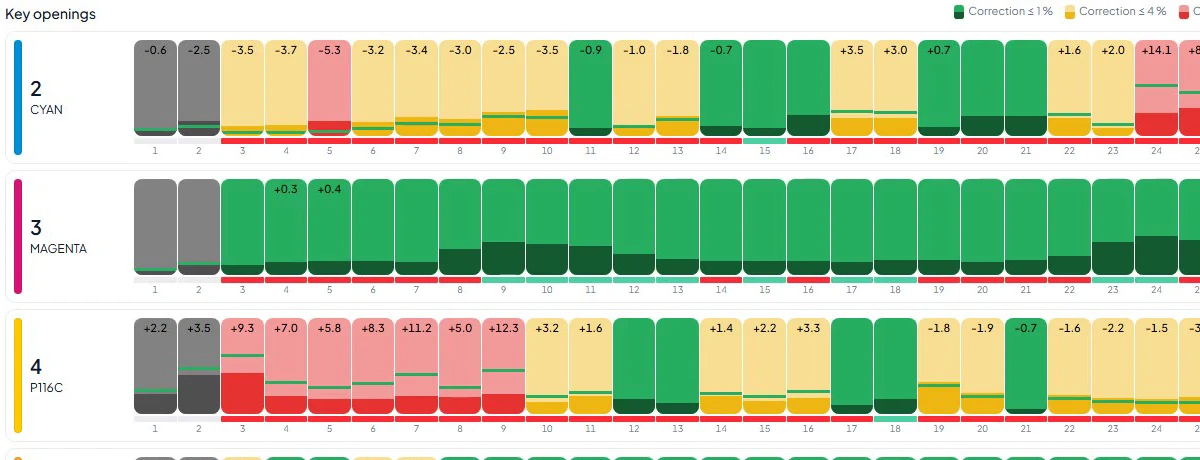 Key openings
Correction ≤ 1 % Correction ≤ 4 %
-0.6 -2.5 -3.5 -3.7 -5.3 -3.2 -3.4 -3.0 -2.5 -3.5 -0.9 -1.0 -1.8 -0.7 +3.5 +3.0 +0.7 +1.6 +2.0 +14.1
2
CYAN
1 2 3 4 5 6 7 8 9 10 11 12 13 14 15 16 17 18 19 20 21 22 23 24
+0.3 +0.4
3
MAGENTA
1 2 3 4 5 6 7 8 9 10 11 12 13 14 15 16 17 18 19 20 21 22 23 24
+2.2 +3.5 +9.3 +7.0 +5.8 +8.3 +11.2 +5.0 +12.3 +3.2 +1.6 +1.4 +2.2 +3.3 -1.8 -1.9 -0.7 -1.6 -2.2 -1.5
4
P116C
1 2 3 4 5 6 7 8 9 10 11 12 13 14 15 16 17 18 19 20 21 22 23 24